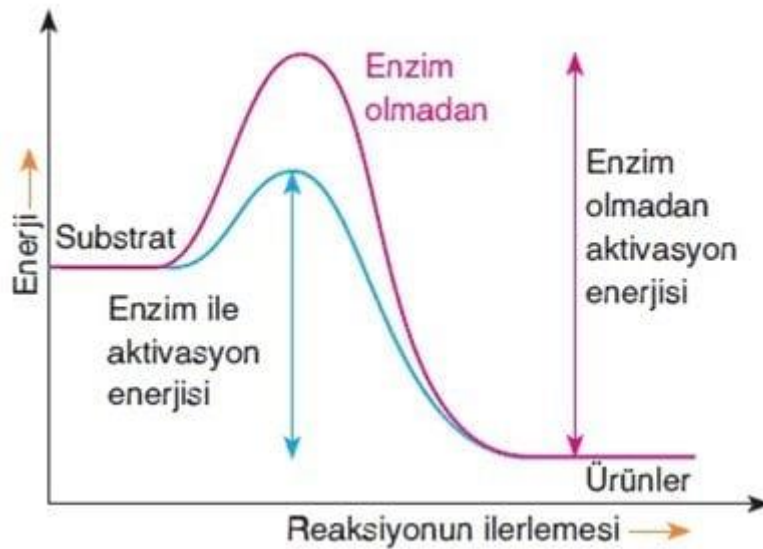 Enzim
olmadan
Enzim
olmadan
aktivasyon
enerjisi
Enerji
Substrat
Enzim ile
aktivasyon
enerjisi
Ürünler
Reaksiyonun ilerlemesi